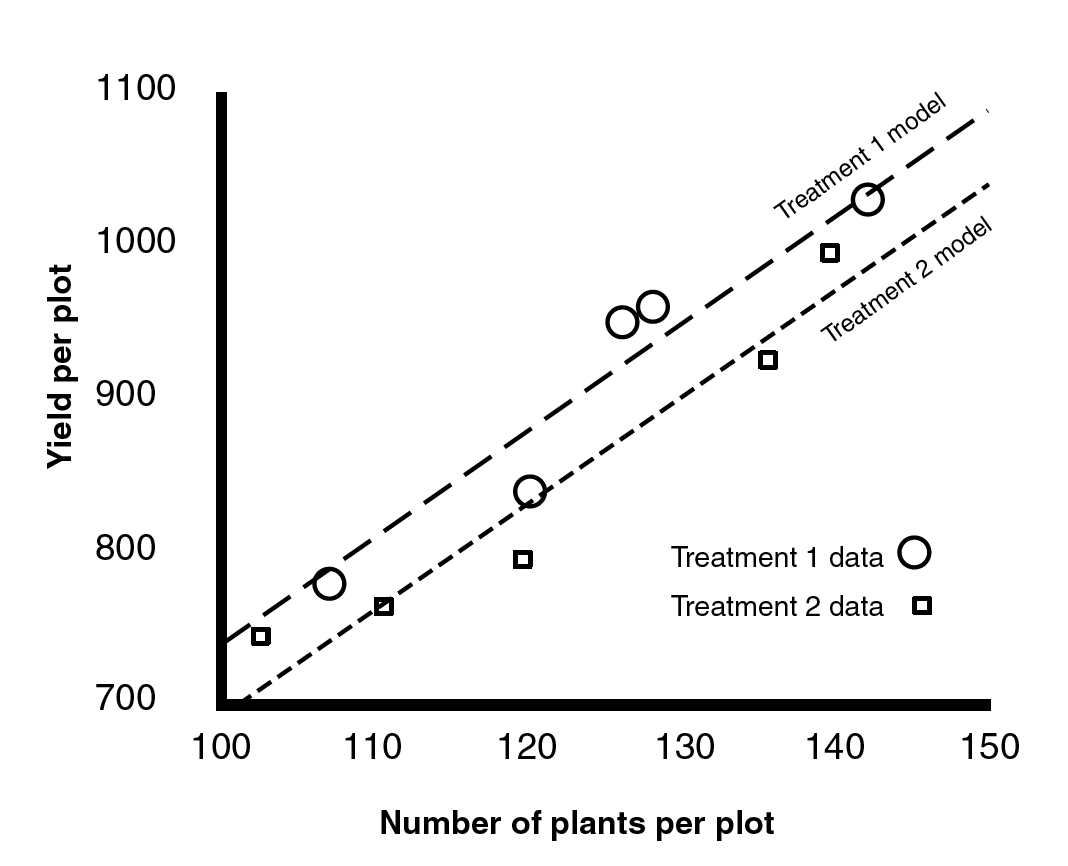 1100
1000
900
800
700
Yield per plot
Treatment 1 model
Treatment 2 model
Treatment 1 data
Treatment 2 data
100 110 120 130 140 150
Number of plants per plot